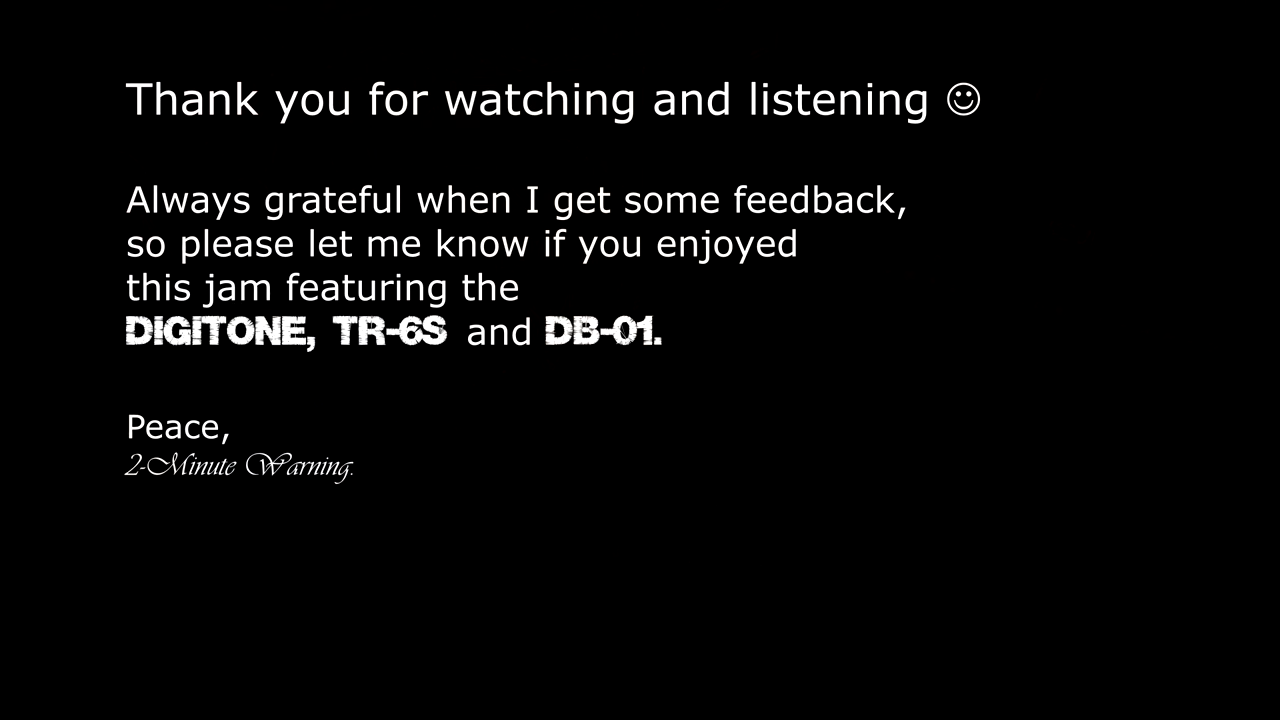 Thank you for watching and listening ☺
Always grateful when I get some feedback,
so please let me know if you enjoyed
this jam featuring the
DIGITONE, TR-6S and DB-01.
Peace,
2-Minute Warning.